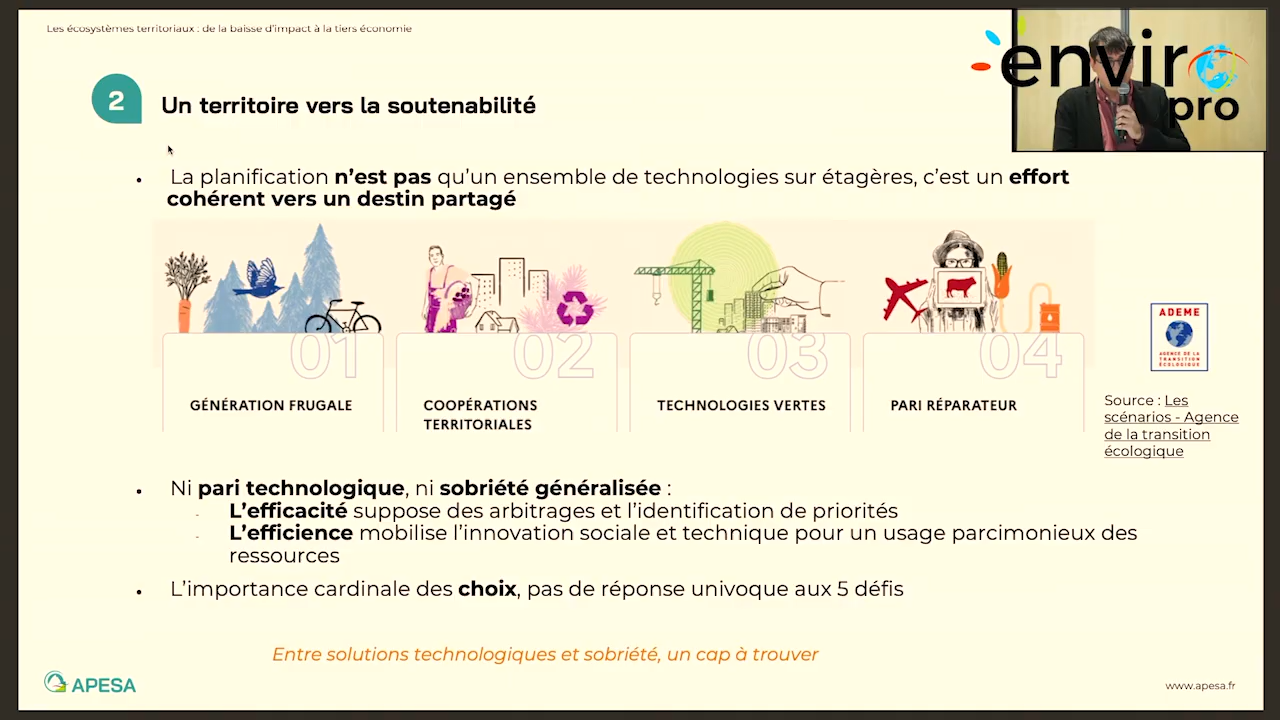 Les écosystèmes territoriaux : de la baisse d'impact à la tiers économie
enviro
pro
2
Un territoire vers la soutenabilité
• La planification n'est pas qu'un ensemble de technologies sur étagères, c'est un effort
cohérent vers un destin partagé
01
02
03
04
GÉNÉRATION FRUGALE
COOPÉRATIONS
TERRITORIALES
TECHNOLOGIES VERTES
PARI RÉPARATEUR
ADEME
AGENCE DE LA
TRANSITION
ÉCOLOGIQUE
Source : Les
scénarios - Agence
de la transition
écologique
• Ni pari technologique, ni sobriété généralisée :
- L'efficacité suppose des arbitrages et l'identification de priorités
- L'efficience mobilise l'innovation sociale et technique pour un usage parcimonieux des
ressources
• L'importance cardinale des choix, pas de réponse univoque aux 5 défis
Entre solutions technologiques et sobriété, un cap à trouver
APESA
www.apesa.fr